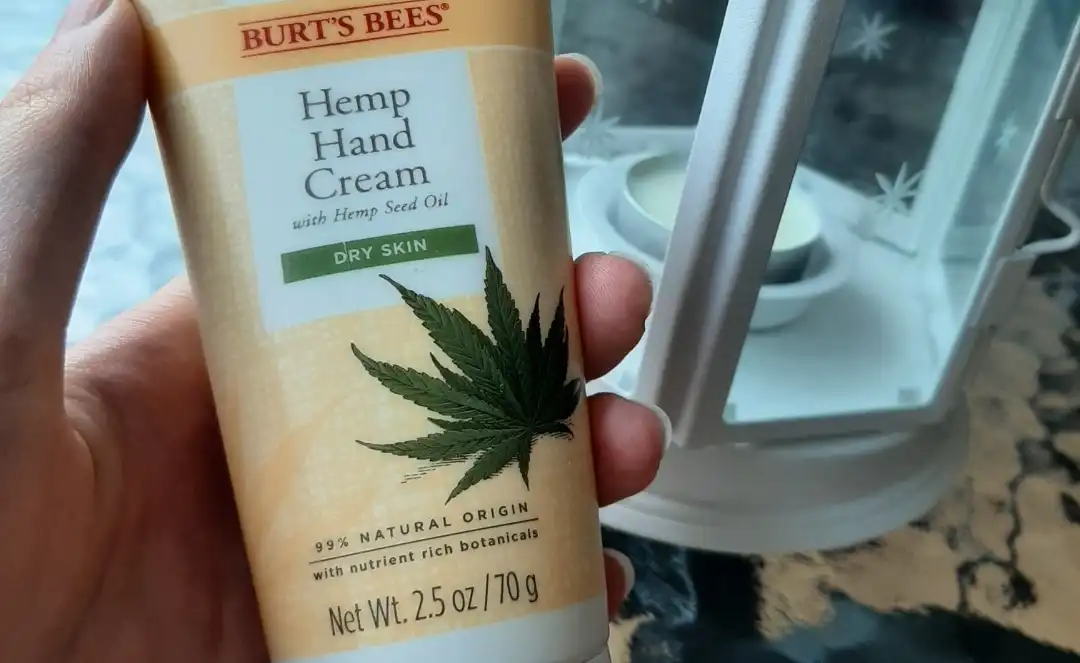 BURT'S BEES®
Hemp
Hand
Cream
with Hemp Seed Oil
DRY SKIN
99% NATURAL ORIGIN
with nutrient rich botanicals
Net Wt. 2.5 oz / 70 g